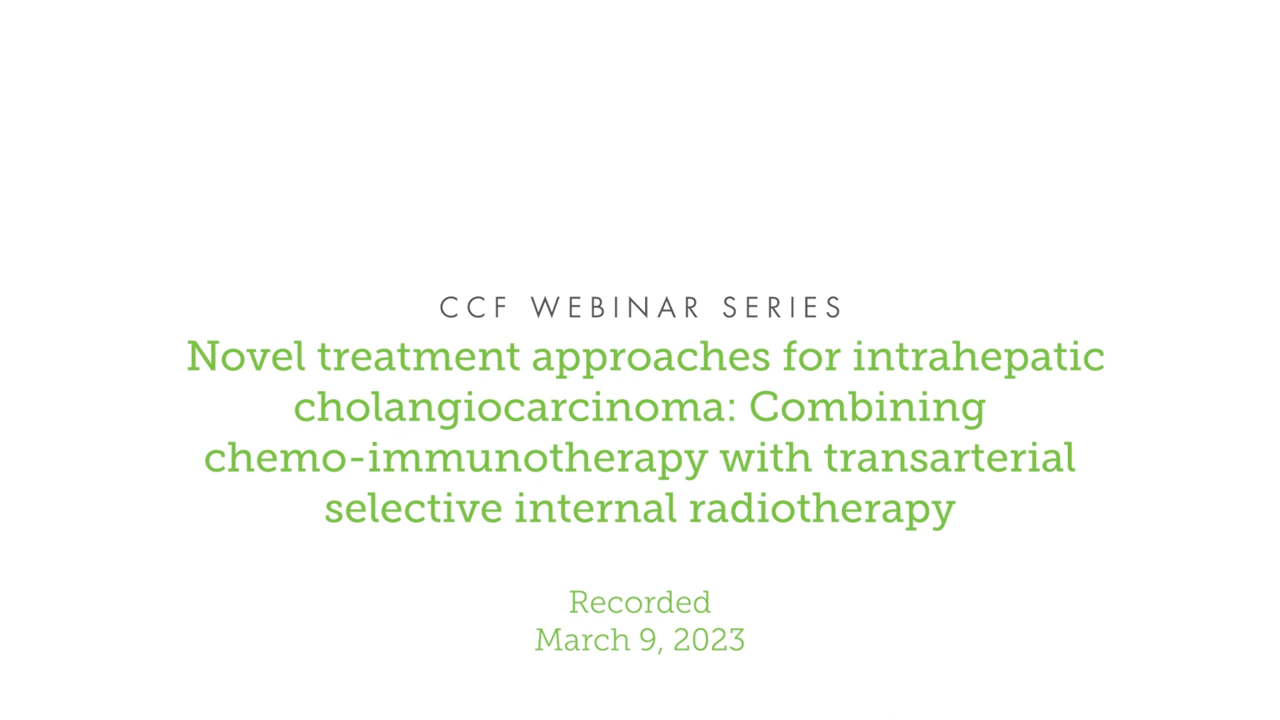 CCF WEBINAR SERIES
Novel treatment approaches for intrahepatic
cholangiocarcinoma: Combining
chemo-immunotherapy with transarterial
selective internal radiotherapy
Recorded
March 9, 2023